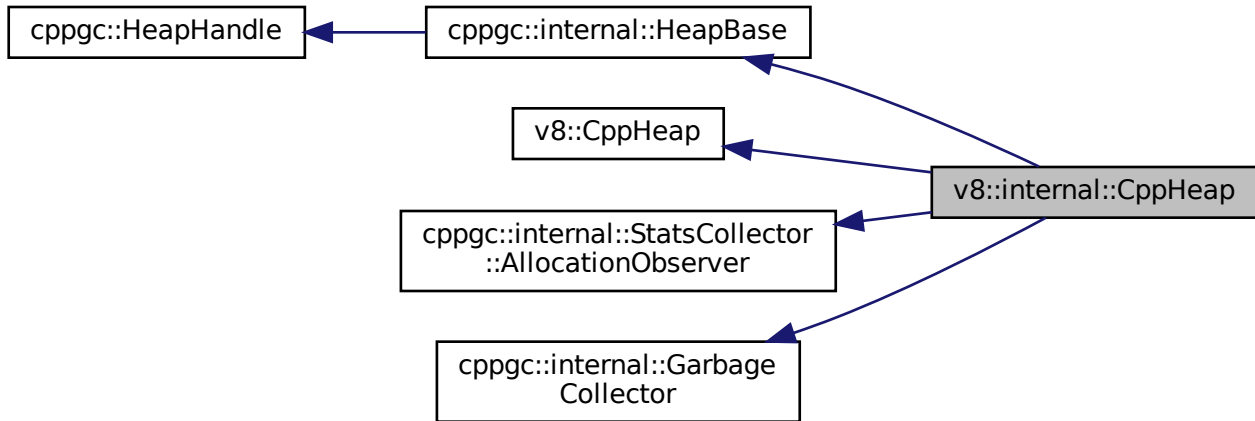 cppgc::HeapHandle
cppgc::internal::HeapBase
v8::CppHeap
v8::internal::CppHeap
cppgc::internal::StatsCollector
::AllocationObserver
cppgc::internal::Garbage
Collector